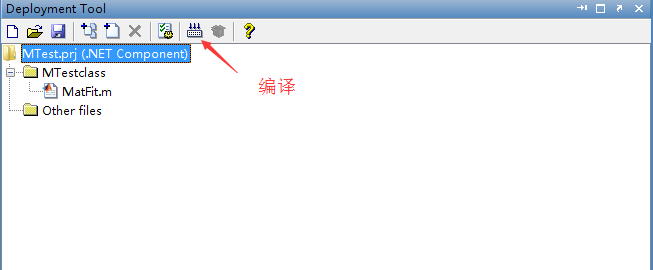 Deployment Tool
MTest.prj (.NET Component)
MTestclass
编译
MatFit.m
Other files